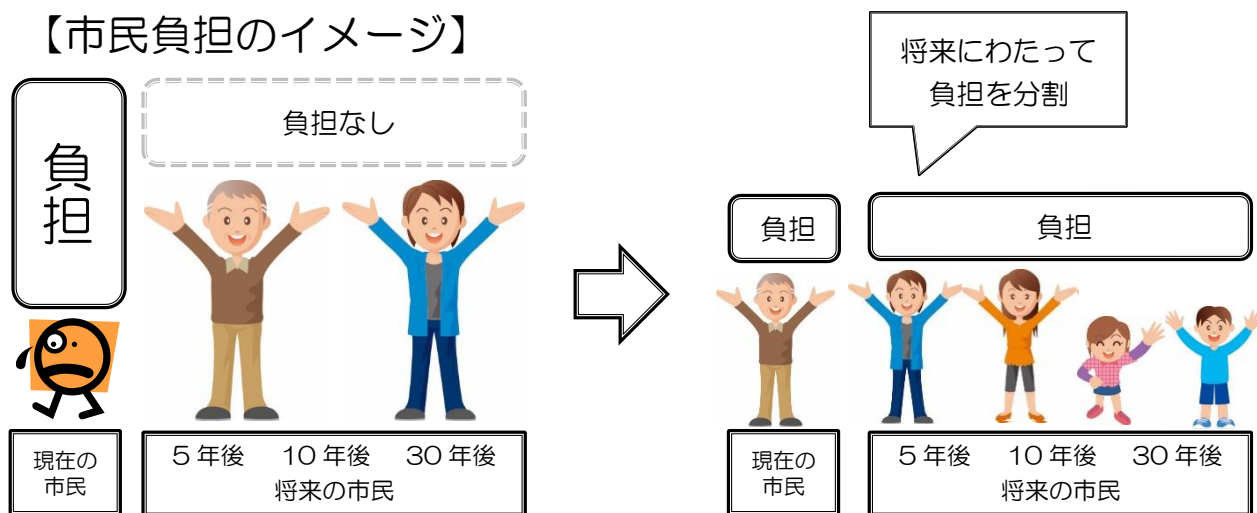 【市民負担のイメージ】
負担
負担なし
現在の
市民
5年後 10年後 30年後
将来の市民
将来にわたって
負担を分割
負担
負担
現在の
市民
5年後 10年後 30年後
将来の市民